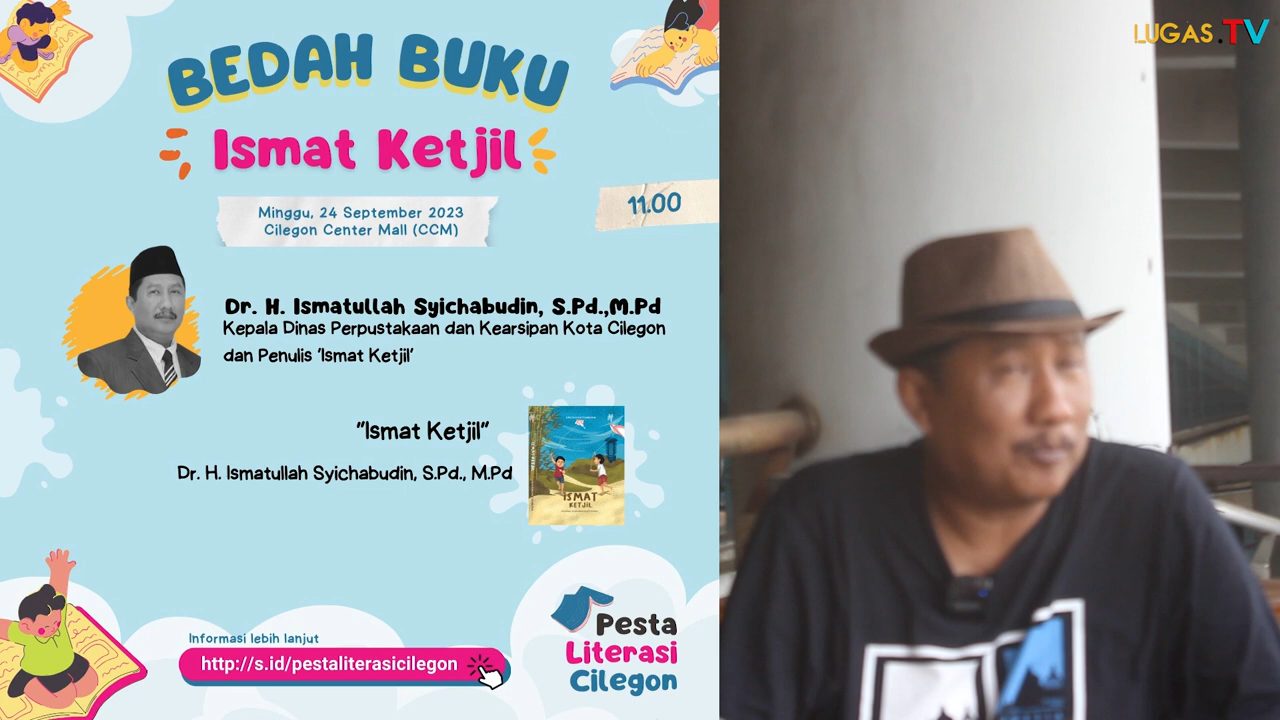 BEDAH BUKU
Ismat Ketjil
Minggu, 24 September 2023
Cilegon Center Mall (CCM)
11.00
Dr. H. Ismatullah Syichabudin, S.Pd.,M.Pd
Kepala Dinas Perpustakaan dan Kearsipan Kota Cilegon
dan Penulis 'Ismat Ketjil'
"Ismat Ketjil"
Dr. H. Ismatullah Syichabudin, S.Pd., M.Pd
ISMAT
KETJIL
Informasi lebih lanjut
http://s.id/pestaliterasicilegon
Pesta
Literasi
Cilegon
LUGAS.TV